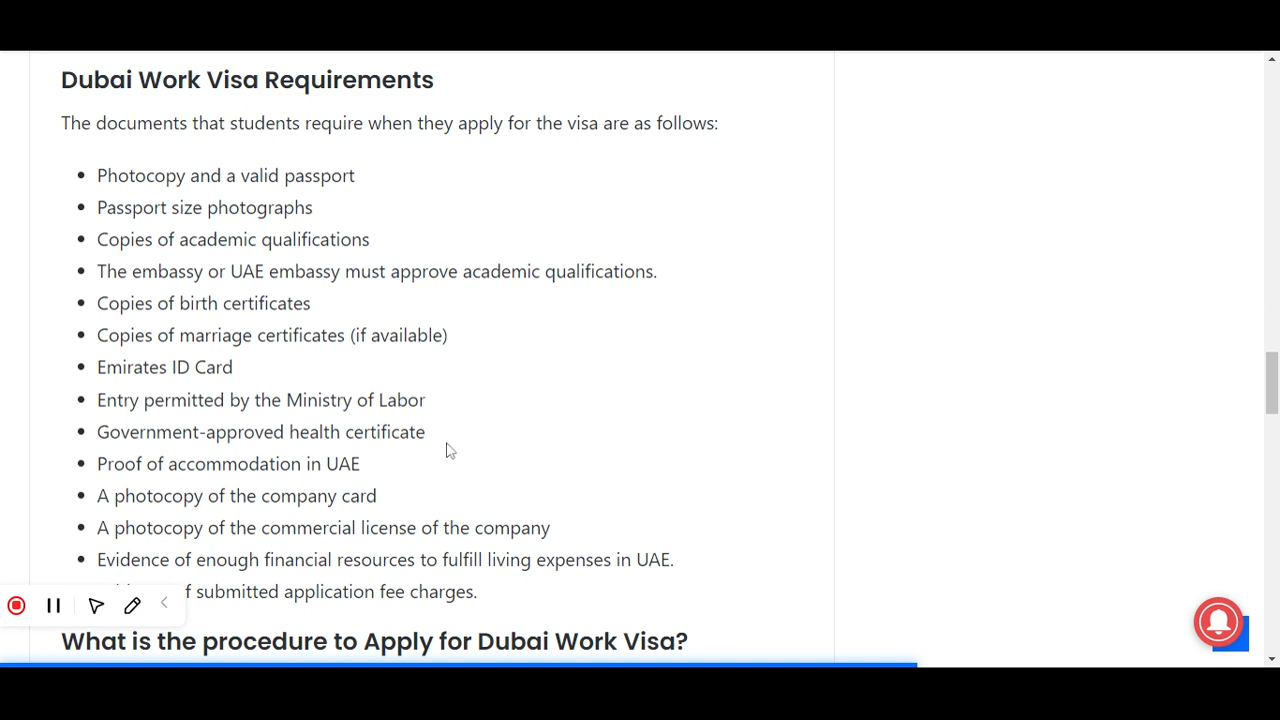 Dubai Work Visa Requirements
The documents that students require when they apply for the visa are as follows:
Photocopy and a valid passport
Passport size photographs
Copies of academic qualifications
The embassy or UAE embassy must approve academic qualifications.
Copies of birth certificates
Copies of marriage certificates (if available)
Emirates ID Card
Entry permitted by the Ministry of Labor
Government-approved health certificate
Proof of accommodation in UAE
A photocopy of the company card
A photocopy of the commercial license of the company
Evidence of enough financial resources to fulfill living expenses in UAE.
submitted application fee charges.
What is the procedure to Apply for Dubai Work Visa?